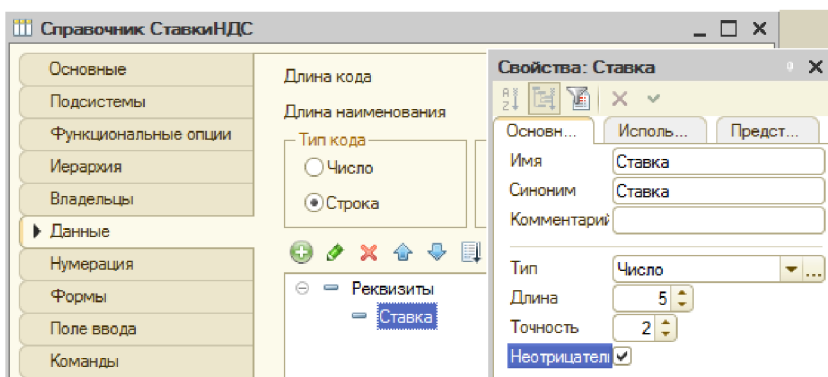 Справочник СтавкиНДС
Основные
Подсистемы
Функциональные опции
Иерархия
Владельцы
Данные
Нумерация
Формы
Поле ввода
Команды
Длина кода
Длина наименования
Тип кода
Число
Строка
Реквизиты
Ставка
Свойства: Ставка
Основн... Исполь... Предст...
Имя Ставка
Синоним Ставка
Комментарий
Тип Число ...
Длина 5
Точность 2
Неотрицател